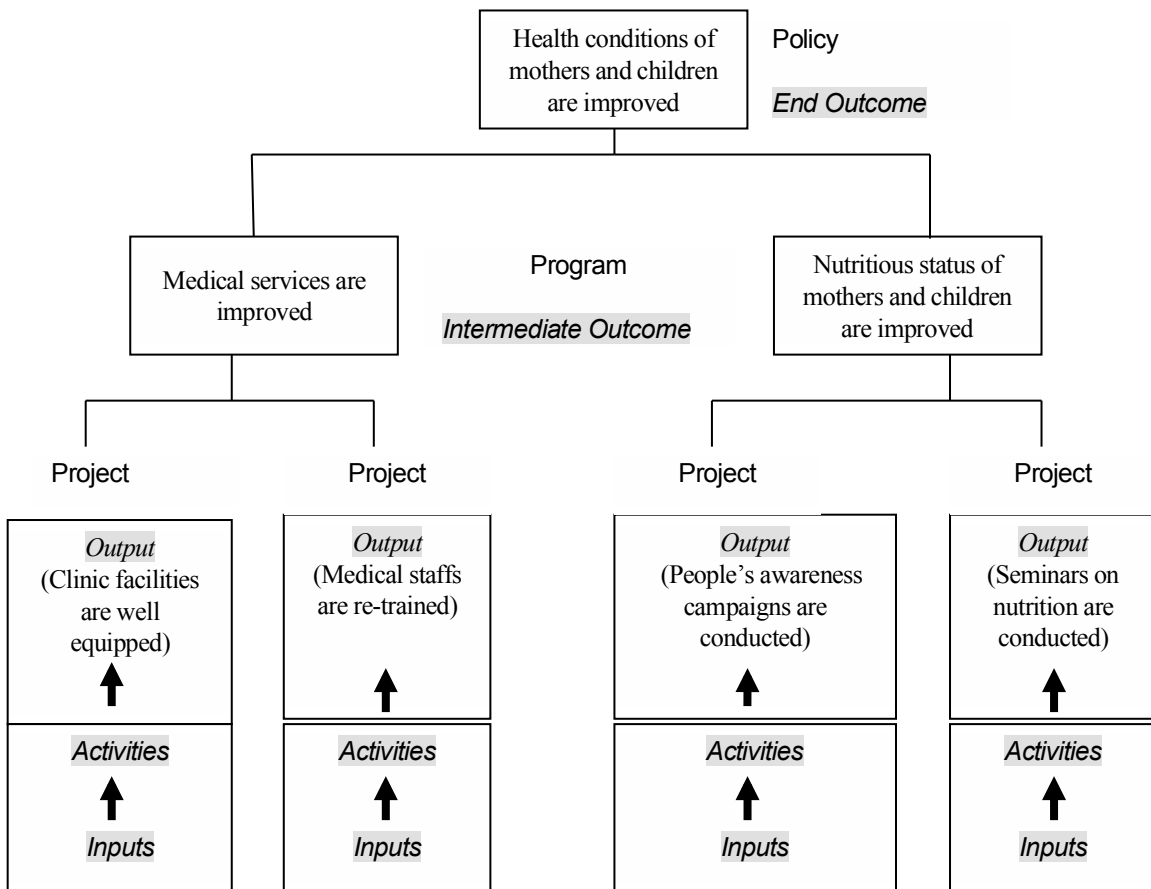 Health conditions of
mothers and children
are improved
Policy
End Outcome
Medical services are
improved
Program
Intermediate Outcome
Nutritious status of
mothers and children
are improved
Project
Project
Project
Project
Output
(Clinic facilities
are well
equipped)
Output
(Medical staffs
are re-trained)
Output
(People’s awareness
campaigns are
conducted)
Output
(Seminars on
nutrition are
conducted)
Activities
Activities
Activities
Activities
Inputs
Inputs
Inputs
Inputs